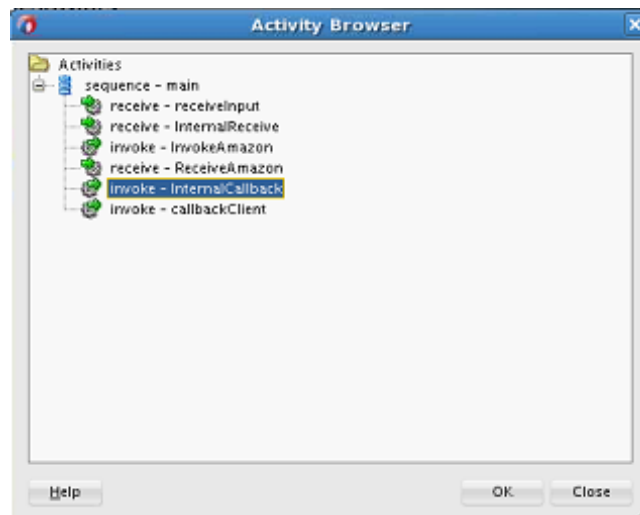 Activity Browser
Activities
sequence - main
receive - receiveInput
receive - InternalReceive
invoke - InvokeAmazon
receive - ReceiveAmazon
invoke - InternalCallback
invoke - callbackClient
Help OK Close